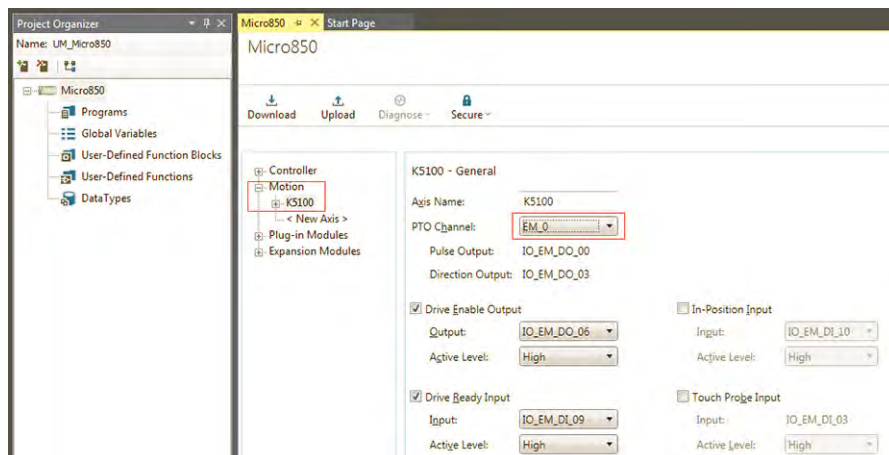 Project Organizer
Name: UM_Micro850
Micro850
Programs
Global Variables
User-Defined Function Blocks
User-Defined Functions
DataTypes
Micro850 Start Page
Micro850
Download Upload Diagnose Secure
Controller
Motion
K5100
< New Axis >
Plug-in Modules
Expansion Modules
K5100 - General
Axis Name: K5100
PTO Channel: EM_0
Pulse Output: IO_EM_DO_00
Direction Output: IO_EM_DO_03
Drive Enable Output In-Position Input
Output: IO_EM_DO_06 Input: IO_EM_DI_10
Active Level: High Active Level: High
Drive Ready Input Touch Probe Input
Input: IO_EM_DI_09 Input: IO_EM_DI_03
Active Level: High Active Level: High